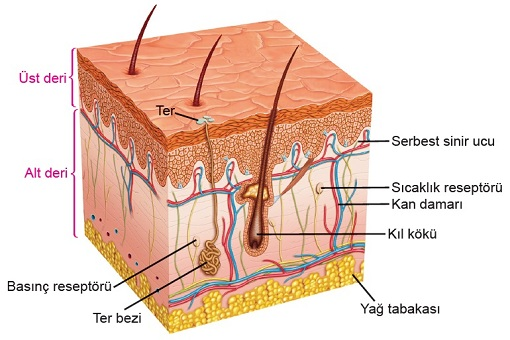 Üst deri
Ter
Alt deri
Serbest sinir ucu
Sıcaklık reseptörü
Kan damarı
Kıl kökü
Basınç reseptörü
Ter bezi
Yağ tabakası